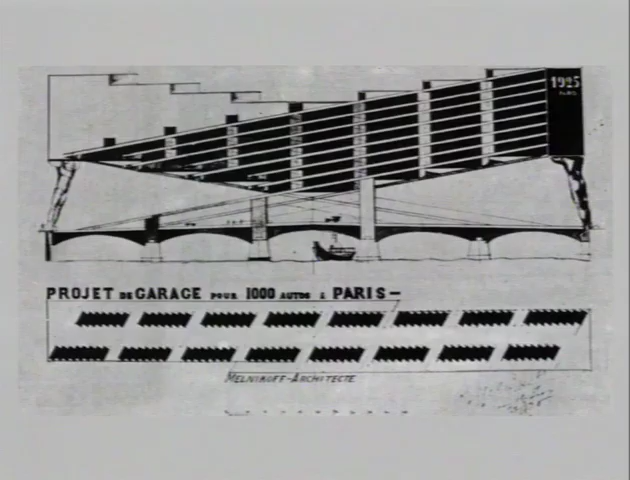 1925
PARIS
PROJET DE GARAGE POUR 1000 AUTOS À PARIS–
MELNIKOFF-ARCHITECTE